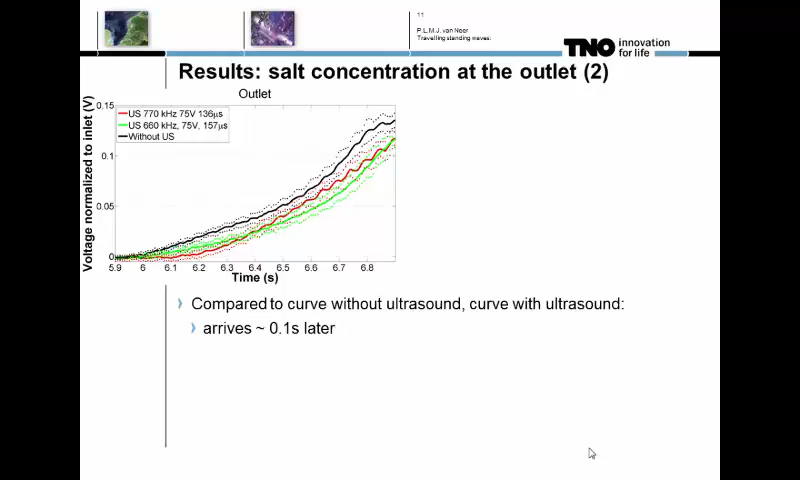 11
P.L.M.J. van Neer
Travelling standing waves:
TNO innovation
for life
Results: salt concentration at the outlet (2)
Outlet
Voltage normalized to inlet (V)
0.15
0.1
0.05
0
US 770 kHz 75V 136µs
US 660 kHz, 75V, 157µs
Without US
5.9 6 6.1 6.2 6.3 6.4 6.5 6.6 6.7 6.8
Time (s)
Compared to curve without ultrasound, curve with ultrasound:
arrives ~ 0.1s later